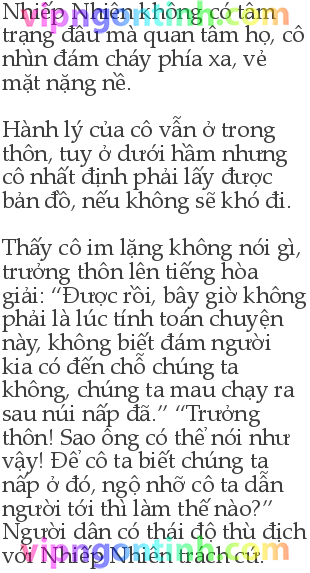 Nhiếp Nhiên không có tâm
trạng đâu mà quan tâm họ, cô
nhìn đám cháy phía xa, vẻ
mặt nặng nề.
Hành lý của cô vẫn ở trong
thôn, tuy ở dưới hầm nhưng
cô nhất định phải lấy được
bản đồ, nếu không sẽ khó đi.
Thấy cô im lặng không nói gì,
trưởng thôn lên tiếng hòa
giải: “Được rồi, bây giờ không
phải là lúc tính toán chuyện
này, không biết đám người
kia có đến chỗ chúng ta
không, chúng ta mau chạy ra
sau núi nấp đã.” “Trưởng
thôn! Sao ông có thể nói như
vậy! Để cô ta biết chúng ta
nấp ở đó, ngộ nhỡ cô ta dẫn
người tới thì làm thế nào?”
Người dân có thái độ thù địch
với Nhiếp Nhiên trách cứ.
vipngontinh.com
vipngontinh.com